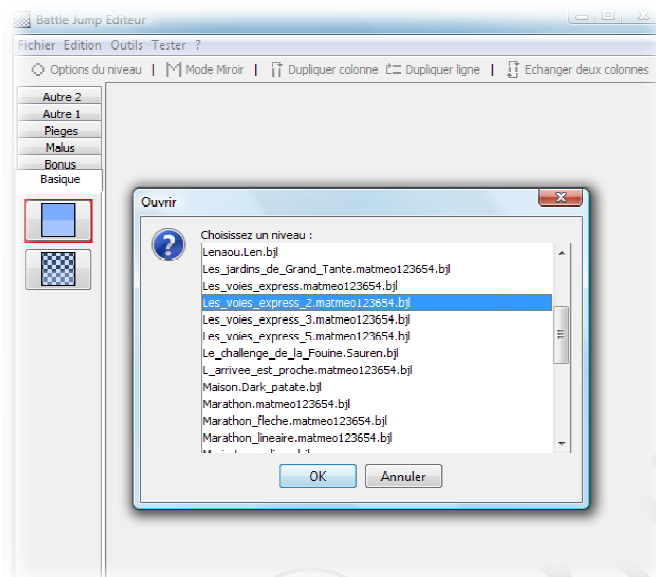 Battle Jump Editeur
Fichier Edition Outils Tester ?
Options du niveau | Mode Miroir | Dupliquer colonne Dupliquer ligne | Echanger deux colonnes
Autre 2
Autre 1
Pieges
Malus
Bonus
Basique
Ouvrir
Choisissez un niveau :
Lenaou.Len.bjl
Les_jardins_de_Grand_Tante.matmeo123654.bjl
Les_voies_express.matmeo123654.bjl
Les_voies_express_2.matmeo123654.bjl
Les_voies_express_3.matmeo123654.bjl
Les_voies_express_5.matmeo123654.bjl
Le_challenge_de_la_Fouine.Sauren.bjl
L_arrivee_est_proche.matmeo123654.bjl
Maison.Dark_patate.bjl
Marathon.matmeo123654.bjl
Marathon_fleche.matmeo123654.bjl
Marathon_lineaire.matmeo123654.bjl
OK Annuler